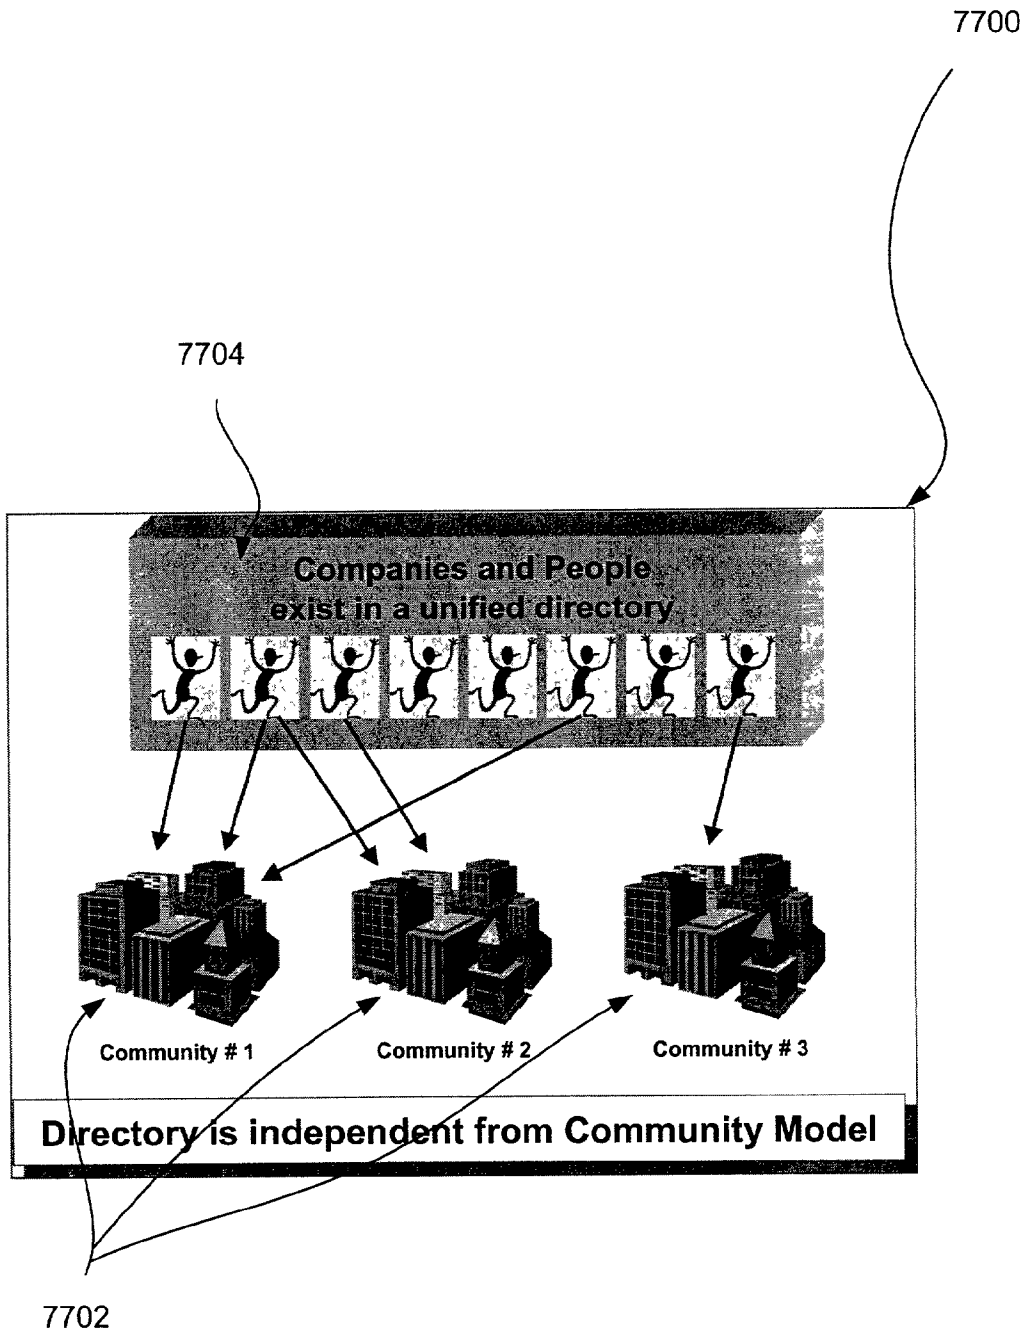 7700
7704
Companies and People
exist in a unified directory
Community # 1
Community # 2
Community # 3
Directory is independent from Community Model
7702